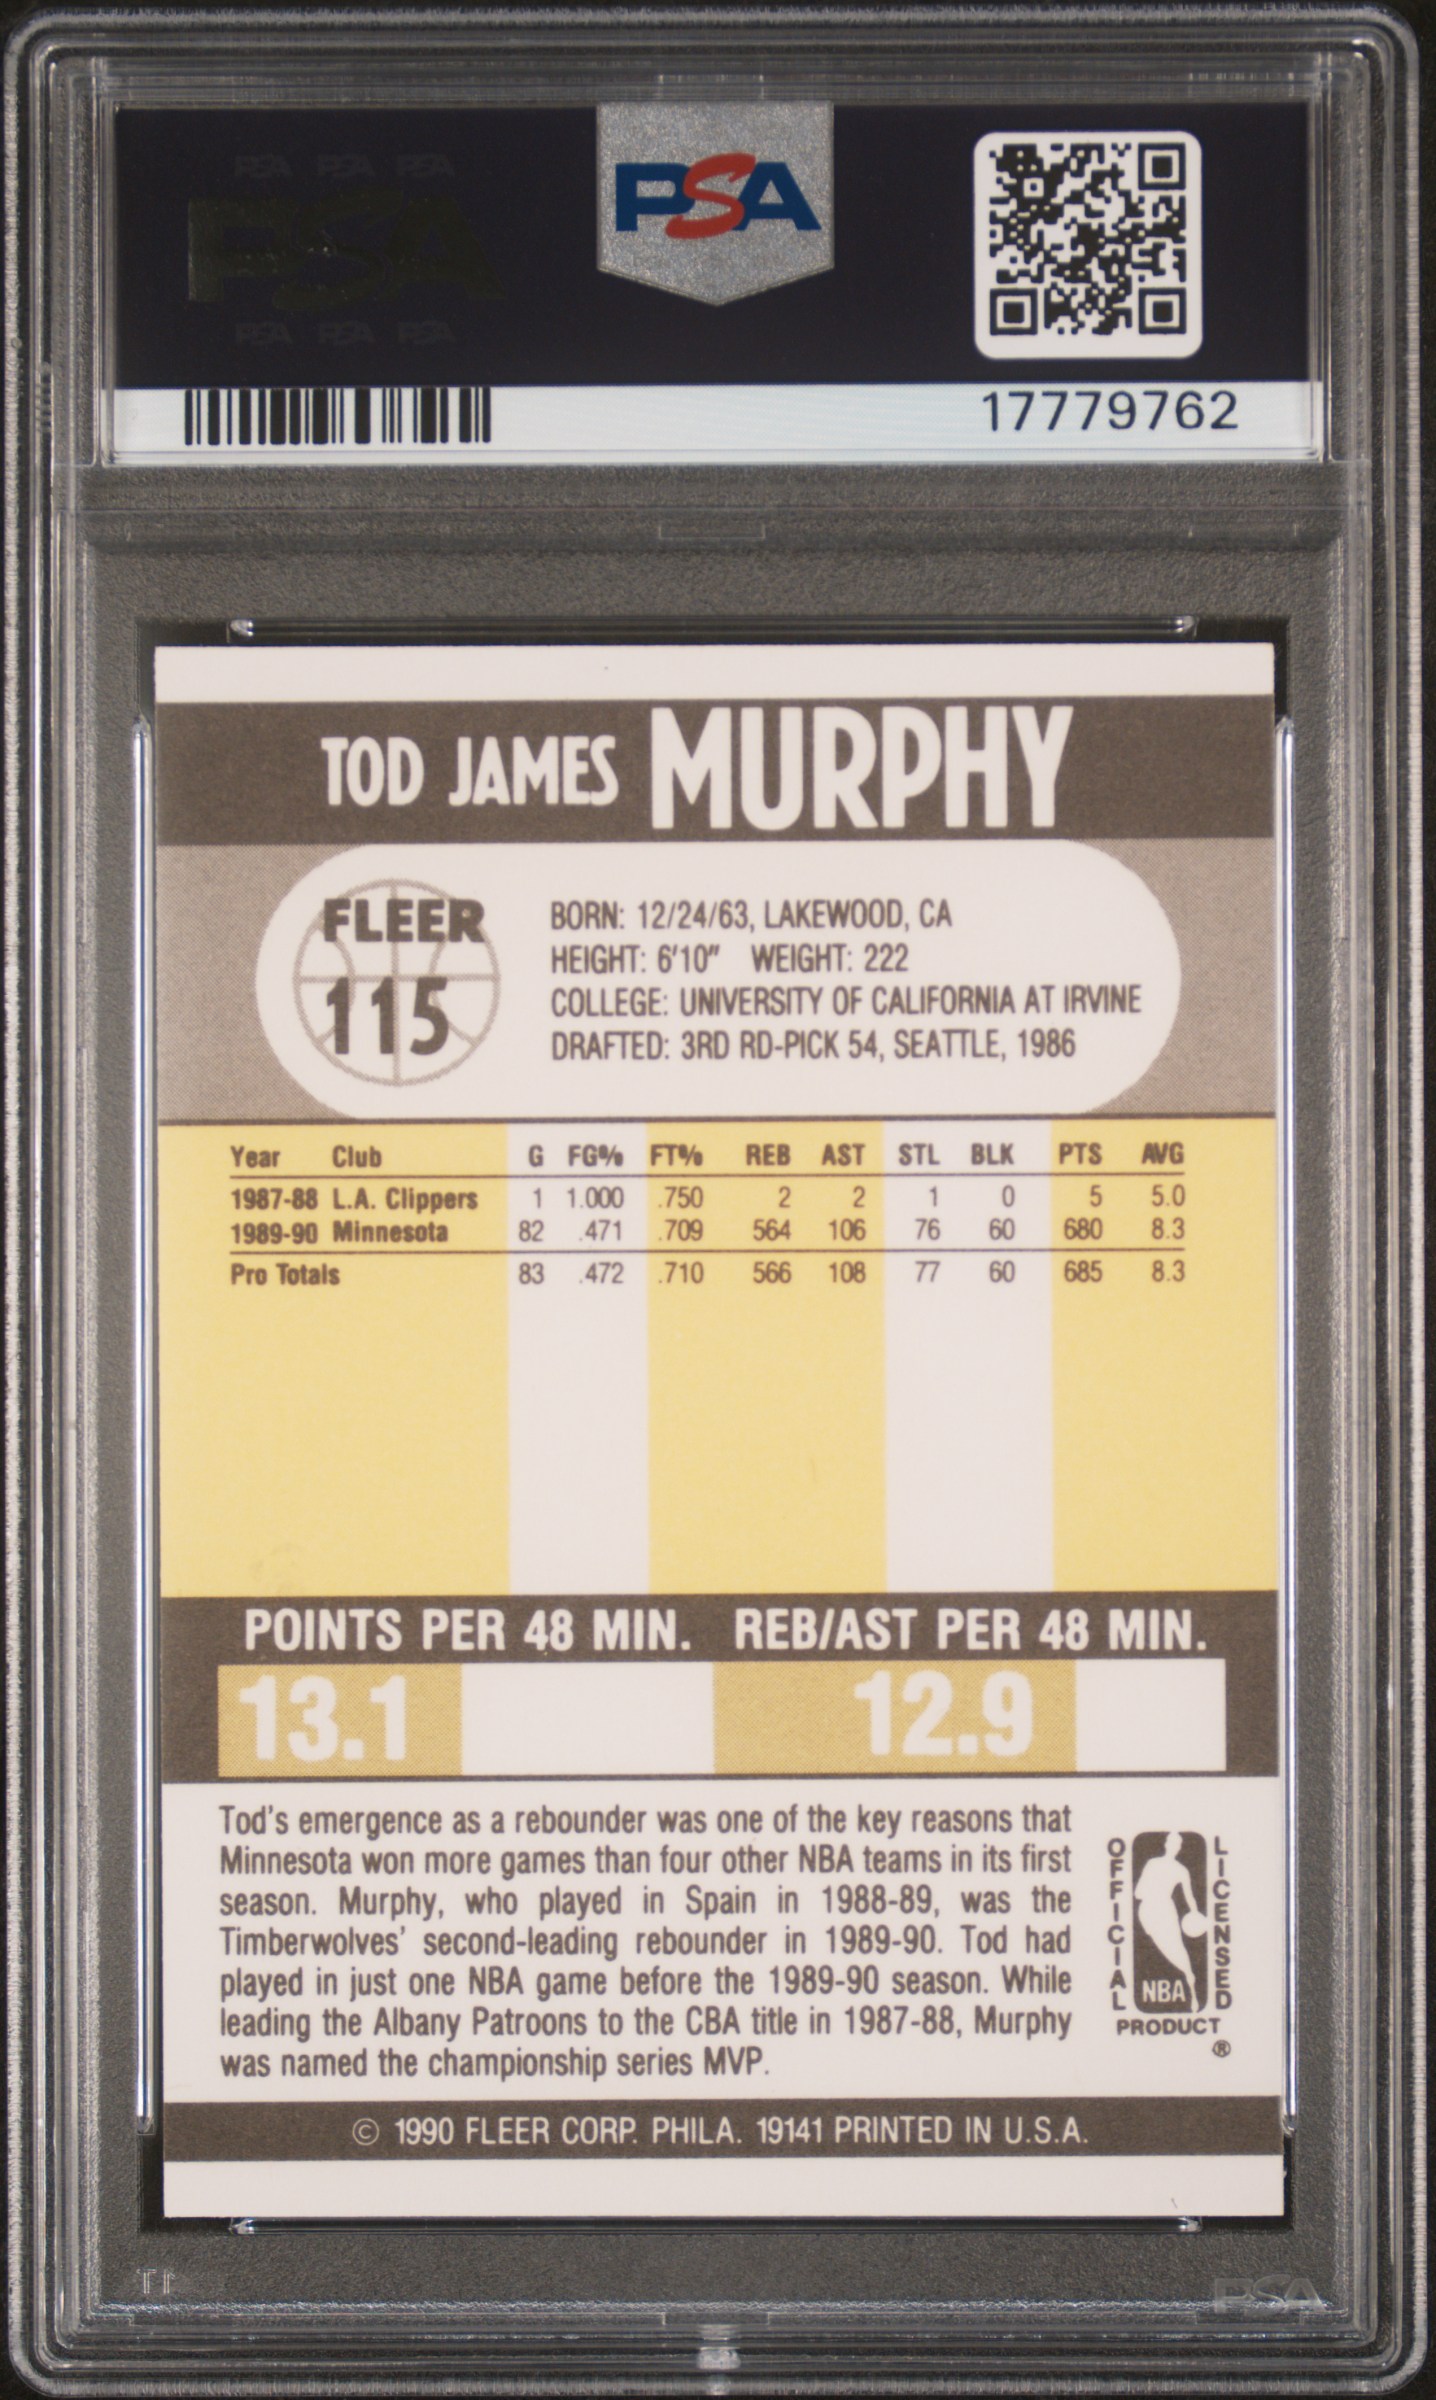 PSA PSA PSA
PSA
PSA
PSA PSA PSA
17779762
TOD JAMES MURPHY
FLEER
115
BORN: 12/24/63, LAKEWOOD, CA
HEIGHT: 6'10" WEIGHT: 222
COLLEGE: UNIVERSITY OF CALIFORNIA AT IRVINE
DRAFTED: 3RD RD-PICK 54, SEATTLE, 1986
Year Club G FG% FT% REB AST STL BLK PTS AVG
1987-88 L.A. Clippers 1 1.000 .750 2 2 1 0 5 5.0
1989-90 Minnesota 82 .471 .709 564 106 76 60 680 8.3
Pro Totals 83 .472 .710 566 108 77 60 685 8.3
POINTS PER 48 MIN. REB/AST PER 48 MIN.
13.1 12.9
Tod's emergence as a rebounder was one of the key reasons that
Minnesota won more games than four other NBA teams in its first
season. Murphy, who played in Spain in 1988-89, was the
Timberwolves' second-leading rebounder in 1989-90. Tod had
played in just one NBA game before the 1989-90 season. While
leading the Albany Patroons to the CBA title in 1987-88, Murphy
was named the championship series MVP.
OFFICIAL
LICENSED
NBA
PRODUCT
®
© 1990 FLEER CORP. PHILA. 19141 PRINTED IN U.S.A.
PSA